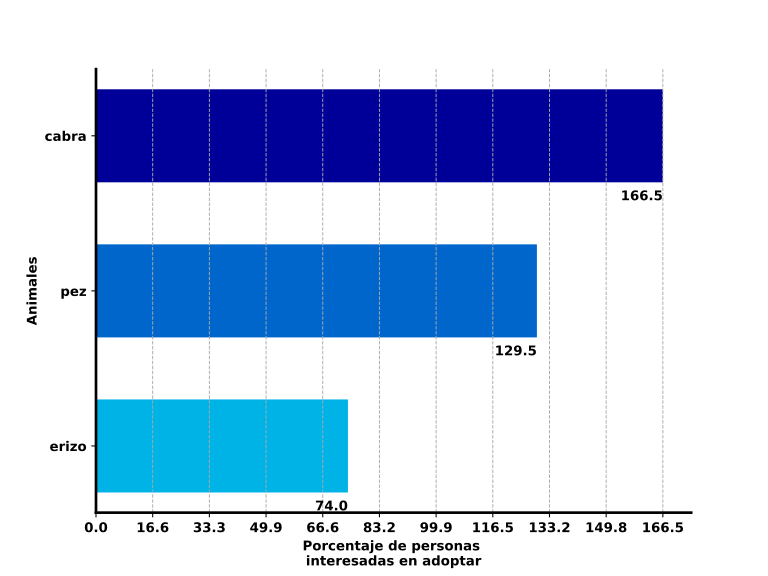 cabra
166.5
Animales
pez
129.5
erizo
74.0
0.0 16.6 33.3 49.9 66.6 83.2 99.9 116.5 133.2 149.8 166.5
Porcentaje de personas
interesadas en adoptar